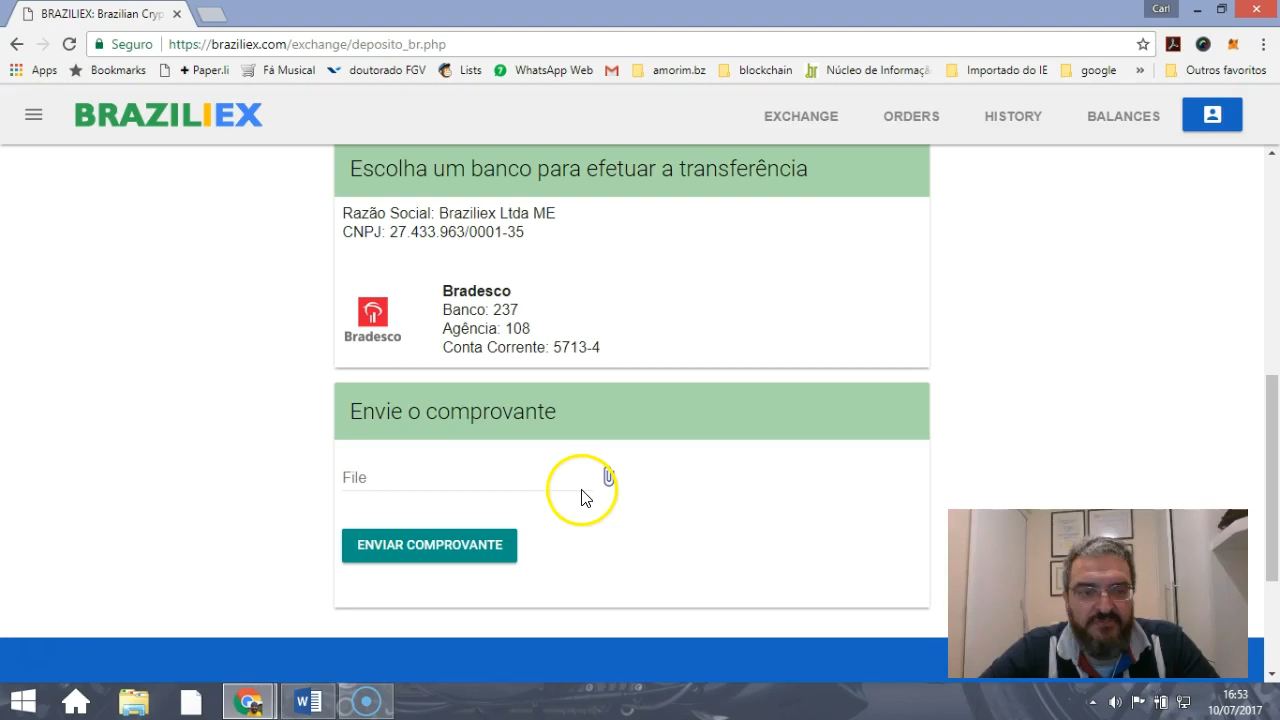 BRAZILIEX: Brazilian Cryp
Carl
Seguro
https://braziliex.com/exchange/deposito_br.php
Apps
Bookmarks
+ Paper.li
Fá Musical
doutorado FGV
Lists
WhatsApp Web
amorim.bz
blockchain
Núcleo de Informaçã
Importado do IE
google
»
Outros favoritos
BRAZILIEX
EXCHANGE
ORDERS
HISTORY
BALANCES
Escolha um banco para efetuar a transferência
Razão Social: Braziliex Ltda ME
CNPJ: 27.433.963/0001-35
Bradesco
Bradesco
Banco: 237
Agência: 108
Conta Corrente: 5713-4
Envie o comprovante
File
ENVIAR COMPROVANTE
16:53
10/07/2017